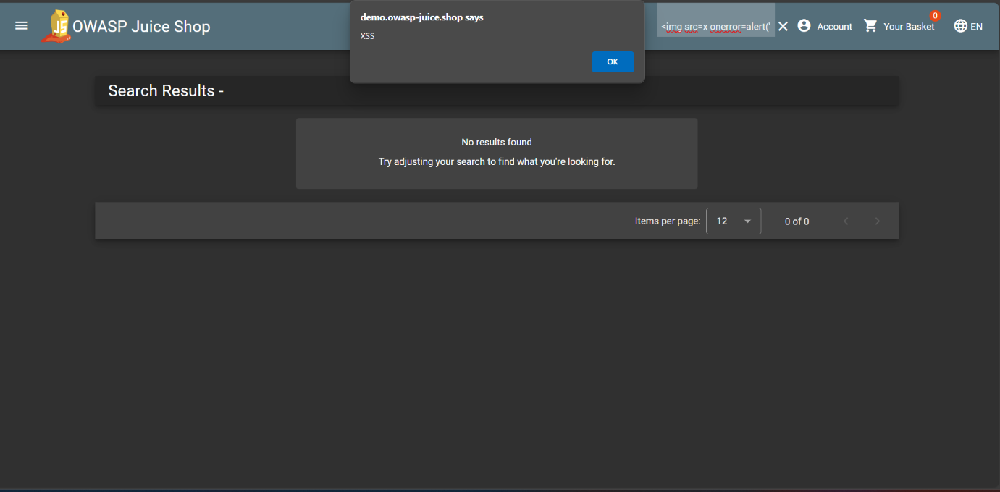 OWASP Juice Shop
demo.owasp-juice.shop says
XSS
OK
<img src=x onerror=alert('
Account
0
Your Basket
EN
Search Results -
No results found
Try adjusting your search to find what you're looking for.
Items per page: 12 0 of 0